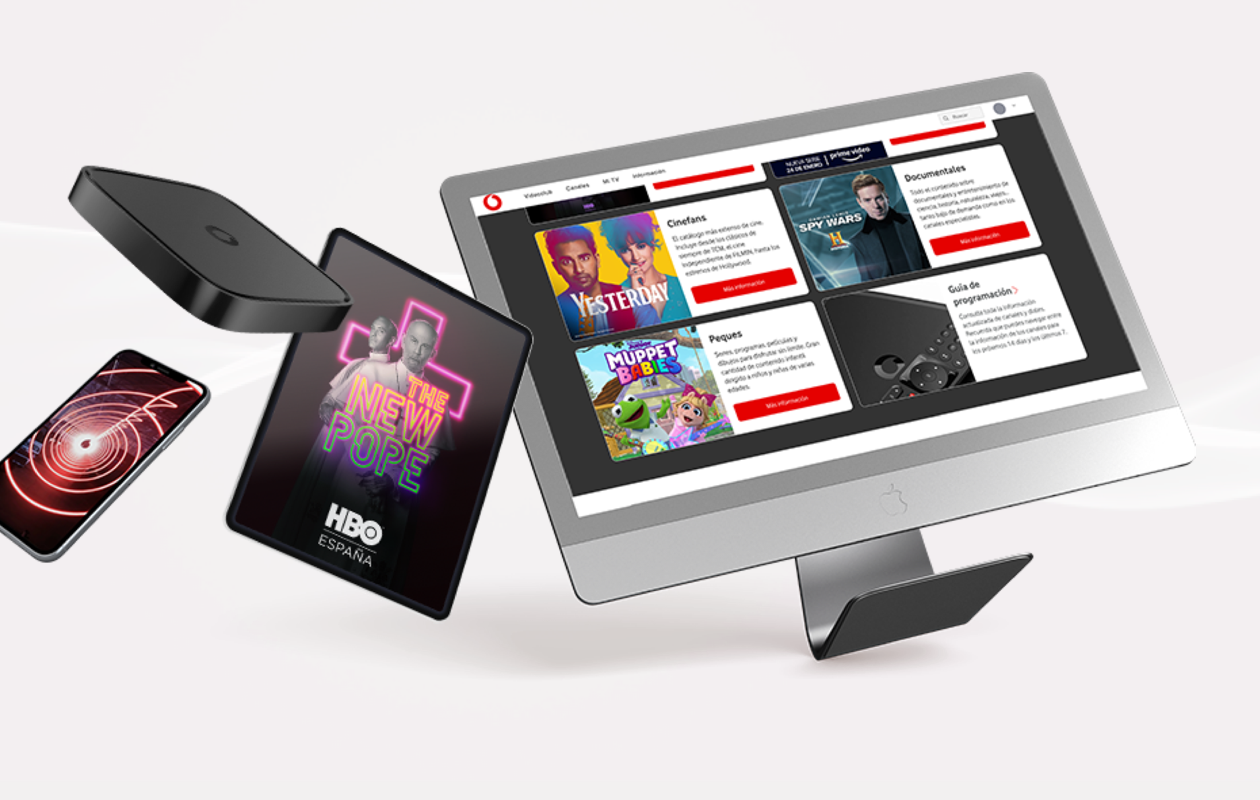 Videoclub
Canales
Mi TV
Información
Buscar
NUEVA SERIE
24 DE ENERO
prime video
Cinefans
El catálogo más extenso de cine.
Incluye desde los clásicos de
siempre de TCM, el cine
independiente de FILMIN, hasta los
estrenos de Hollywood.
Más información
YESTERDAY
Documentales
Todo el contenido sobre
documentales y entretenimiento de
ciencia, historia, naturaleza, viajes...
tanto bajo demanda como en los
canales especialistas.
Más información
DAMIAN LEWIS
SPY WARS
H
HISTORY
Peques
Series, programas, películas y
dibujos para disfrutar sin límite. Gran
cantidad de contenido infantil
dirigido a niños y niñas de varias
edades.
Más información
MUPPET
BABIES
Guía de
programación
Consulta toda la información
actualizada de canales y diales.
Recuerda que puedes navegar entre
la información de los canales para
los próximos 14 días y los últimos 7.
THE
NEW
POPE
HBO
ESPAÑA